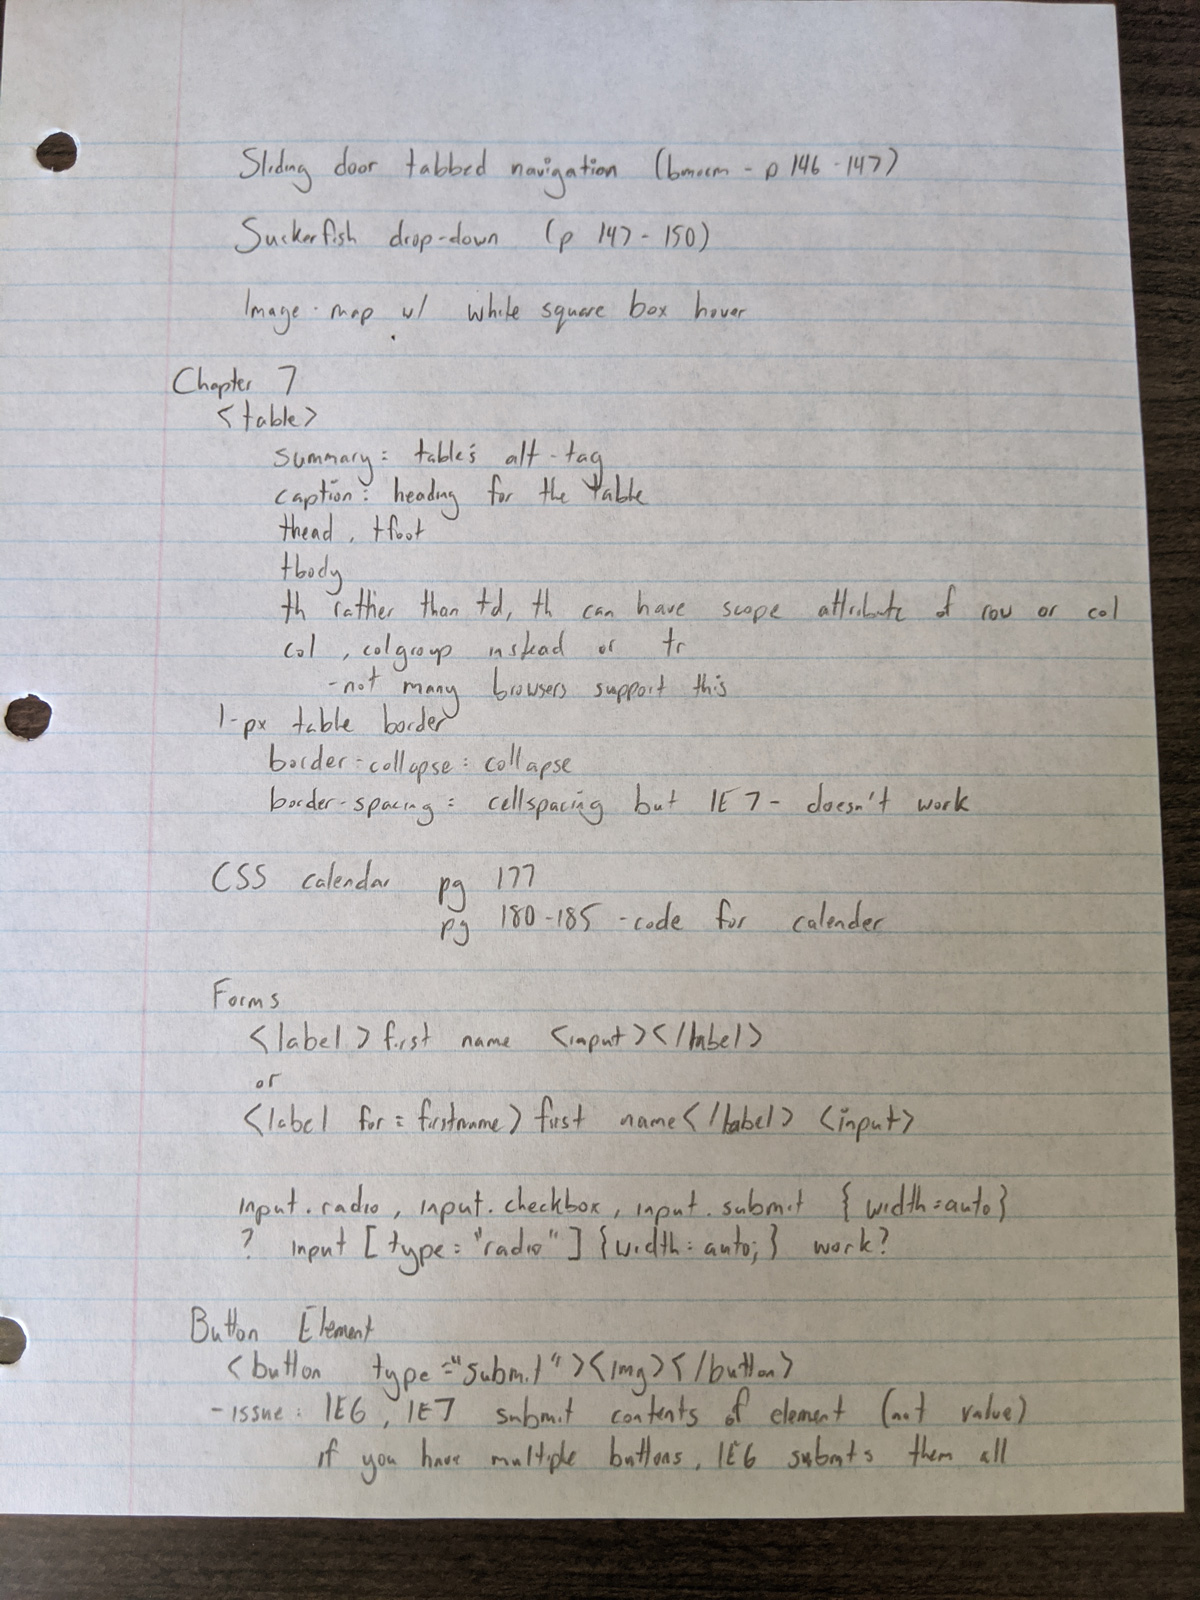 Sliding door tabbed navigation (bmocm - p 146-147)
Suckerfish drop-down (p 147-150)
Image-map w/ white square box hover
Chapter 7
<table>
summary: table's alt-tag
caption: heading for the table
thead, tfoot
tbody
th rather than td, th can have scope attribute of row or col
col, colgroup instead or tr
-not many browsers support this
1-px table border
border-collapse: collapse
border-spacing: cellspacing but IE7- doesn't work
CSS calendar pg 177
pg 180-185 -code for calender
Forms
<label>first name <input></label>
or
<label for=firstname>first name</label> <input>
input.radio, input.checkbox, input.submit {width:auto}
? input [type="radio"] {width: auto;} work?
Button Element
<button type="submit"><img></button>
-issue: IE6, IE7 submit contents of element (not value)
if you have multiple buttons, IE6 submits them all